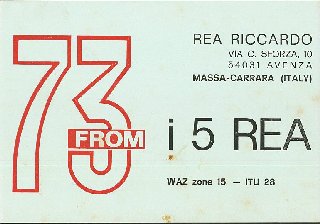 73
FROM
REA RICCARDO
VIA C. SFORZA, 10
54031 AVENZA
MASSA-CARRARA (ITALY)
i 5 REA
WAZ zone 15 — ITU 28